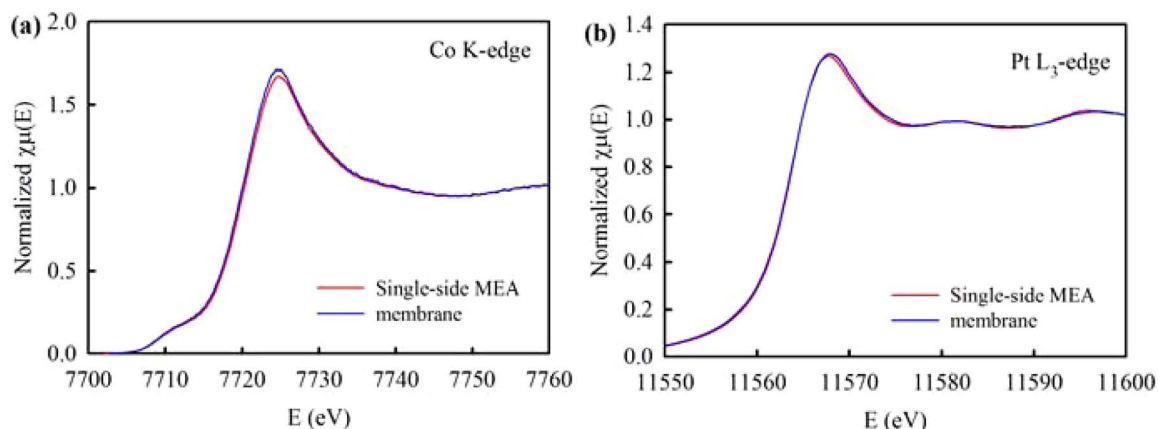 (a)
Co K-edge
Normalized χμ(E)
2.0
1.5
1.0
0.5
0.0
Single-side MEA
membrane
7700 7710 7720 7730 7740 7750 7760
E (eV)
(b)
Pt L₃-edge
Normalized χμ(E)
1.4
1.2
1.0
0.8
0.6
0.4
0.2
0.0
Single-side MEA
membrane
11550 11560 11570 11580 11590 11600
E (eV)